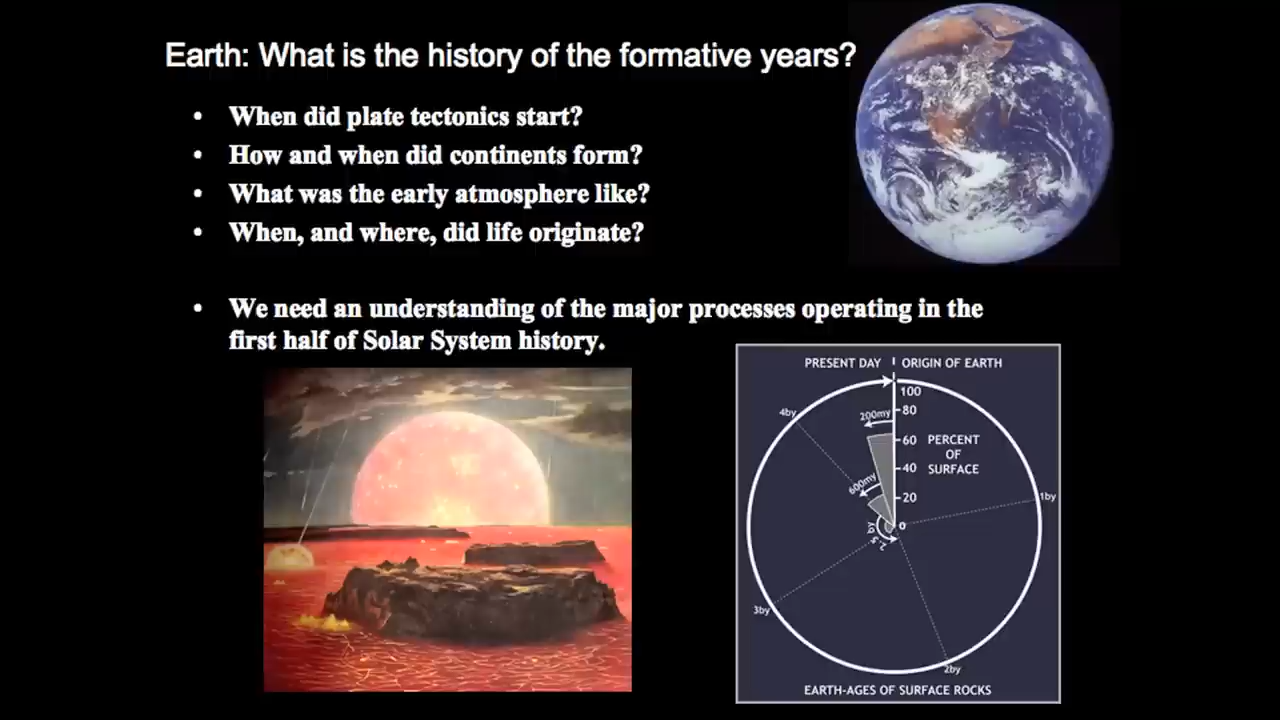 Earth: What is the history of the formative years?
• When did plate tectonics start?
• How and when did continents form?
• What was the early atmosphere like?
• When, and where, did life originate?
• We need an understanding of the major processes operating in the
first half of Solar System history.
PRESENT DAY | ORIGIN OF EARTH
100
80
60
40
20
0
PERCENT
OF
SURFACE
200my
600my
2.5 by
4by
1by
3by
2by
EARTH-AGES OF SURFACE ROCKS